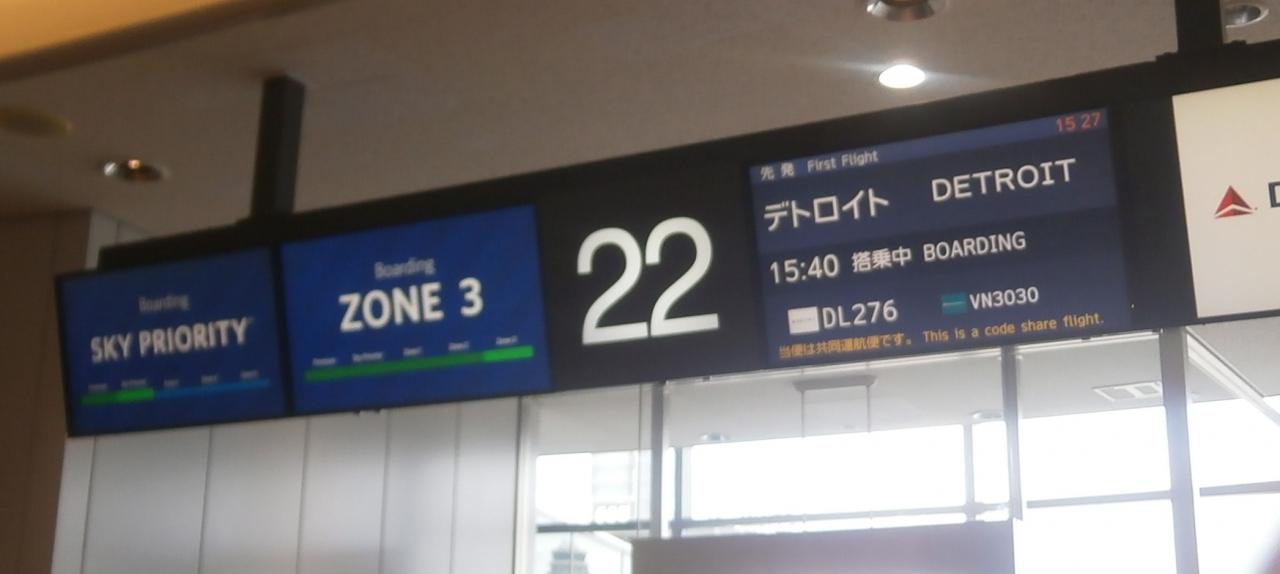 Boarding
SKY PRIORITY
Boarding
ZONE 3
22
15 27
先発 First Flight
デトロイト DETROIT
15:40 搭乗中 BOARDING
DL276 VN3030
当便は共同運航便です。 This is a code share flight.